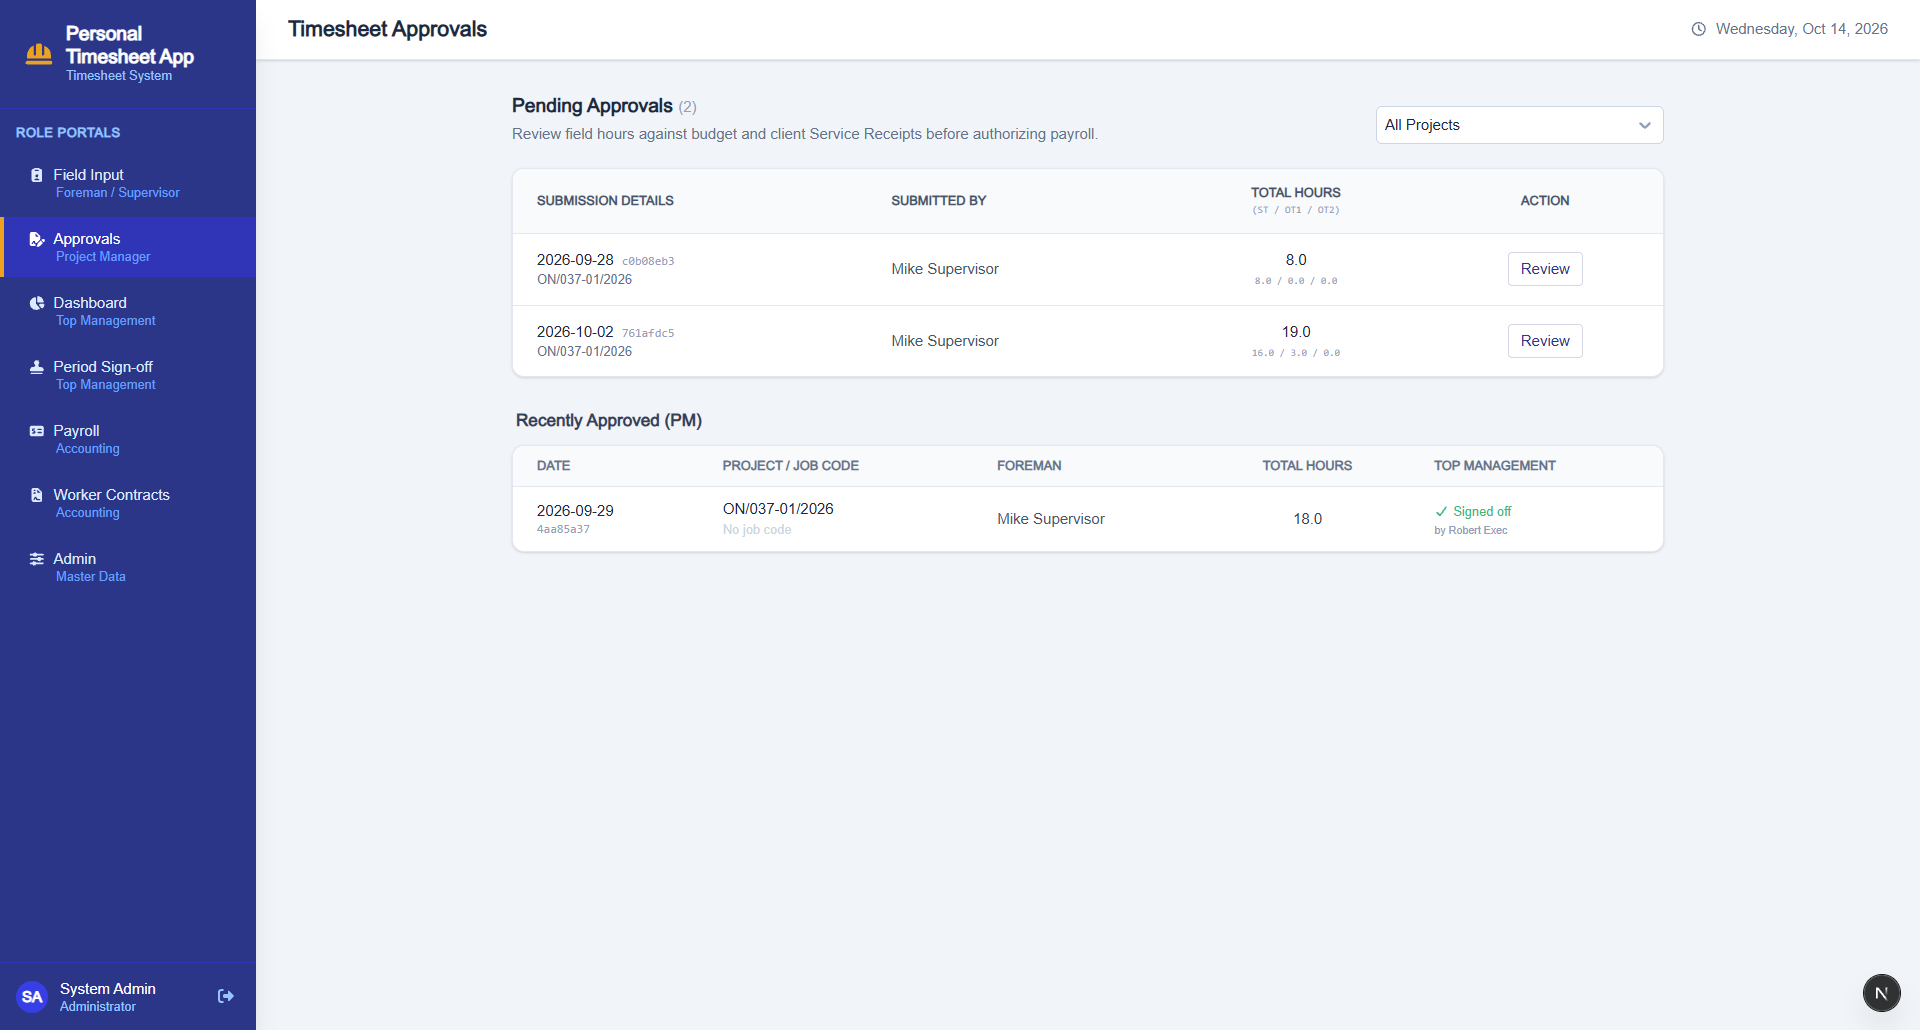 Personal
Timesheet App
Timesheet System
ROLE PORTALS
Field Input
Foreman / Supervisor
Approvals
Project Manager
Dashboard
Top Management
Period Sign-off
Top Management
Payroll
Accounting
Worker Contracts
Accounting
Admin
Master Data
SA
System Admin
Administrator
Timesheet Approvals
Wednesday, Oct 14, 2026
Pending Approvals (2)
Review field hours against budget and client Service Receipts before authorizing payroll.
All Projects
SUBMISSION DETAILS SUBMITTED BY TOTAL HOURS ACTION
(ST / OT1 / OT2)
2026-09-28 c0b08eb3 Mike Supervisor 8.0 Review
ON/037-01/2026 8.0 / 0.0 / 0.0
2026-10-02 761afdc5 Mike Supervisor 19.0 Review
ON/037-01/2026 16.0 / 3.0 / 0.0
Recently Approved (PM)
DATE PROJECT / JOB CODE FOREMAN TOTAL HOURS TOP MANAGEMENT
2026-09-29 ON/037-01/2026 Mike Supervisor 18.0 Signed off
4aa85a37 No job code by Robert Exec
N